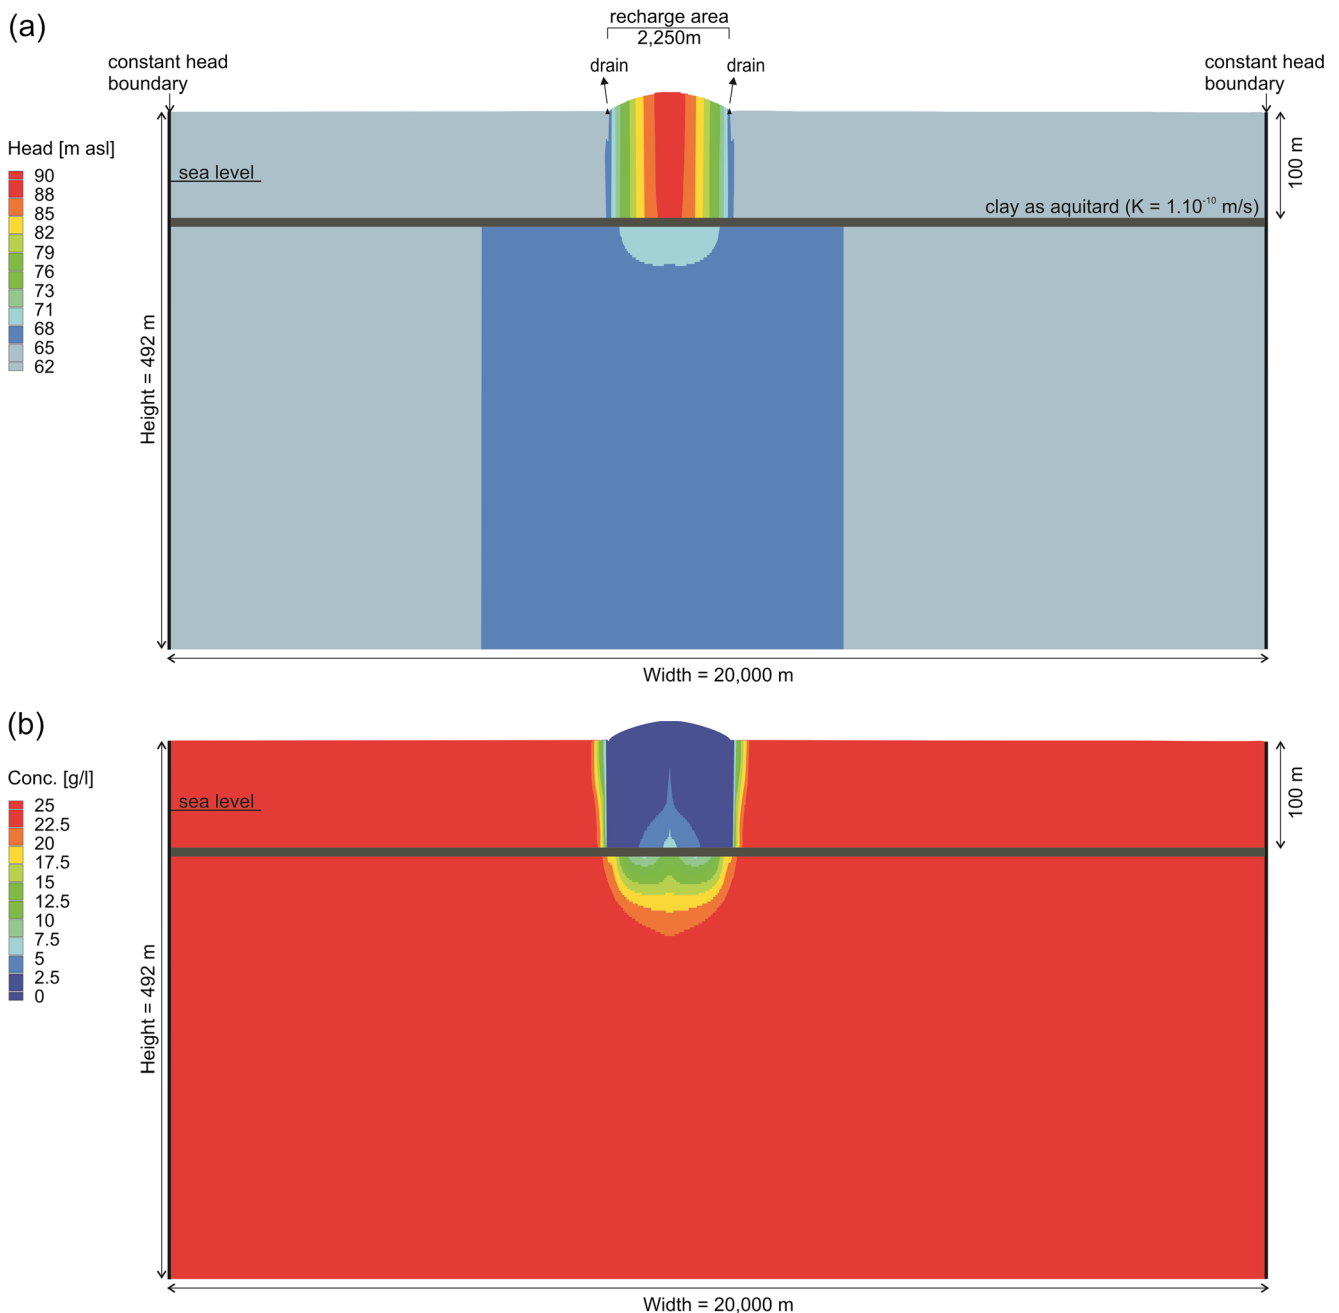 (a)
recharge area
2,250m
constant head
boundary
drain
drain
constant head
boundary
Head [m asl]
90
88
85
82
79
76
73
71
68
65
62
sea level
100 m
clay as aquitard (K = 1.10⁻¹⁰ m/s)
Height = 492 m
Width = 20,000 m
(b)
Conc. [g/l]
25
22.5
20
17.5
15
12.5
10
7.5
5
2.5
0
sea level
100 m
Height = 492 m
Width = 20,000 m